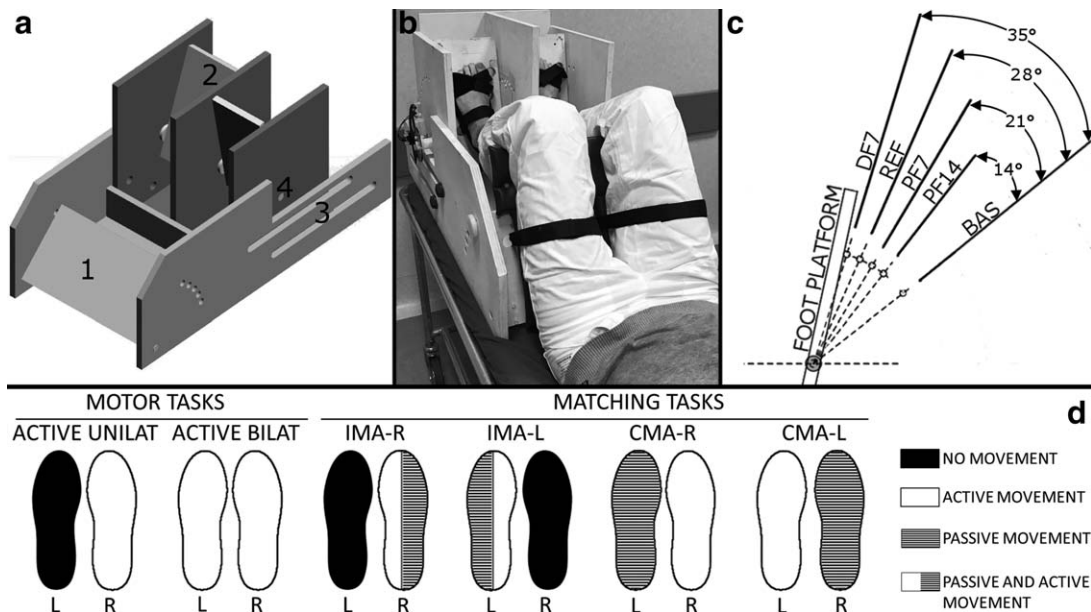 a
1
2
3
4
b
c
35°
28°
21°
14°
DF7
REF
PF7
PF14
BAS
FOOT PLATFORM
d
MOTOR TASKS
MATCHING TASKS
ACTIVE UNILAT ACTIVE BILAT IMA-R IMA-L CMA-R CMA-L
L R L R L R L R L R L R
NO MOVEMENT
ACTIVE MOVEMENT
PASSIVE MOVEMENT
PASSIVE AND ACTIVE
MOVEMENT